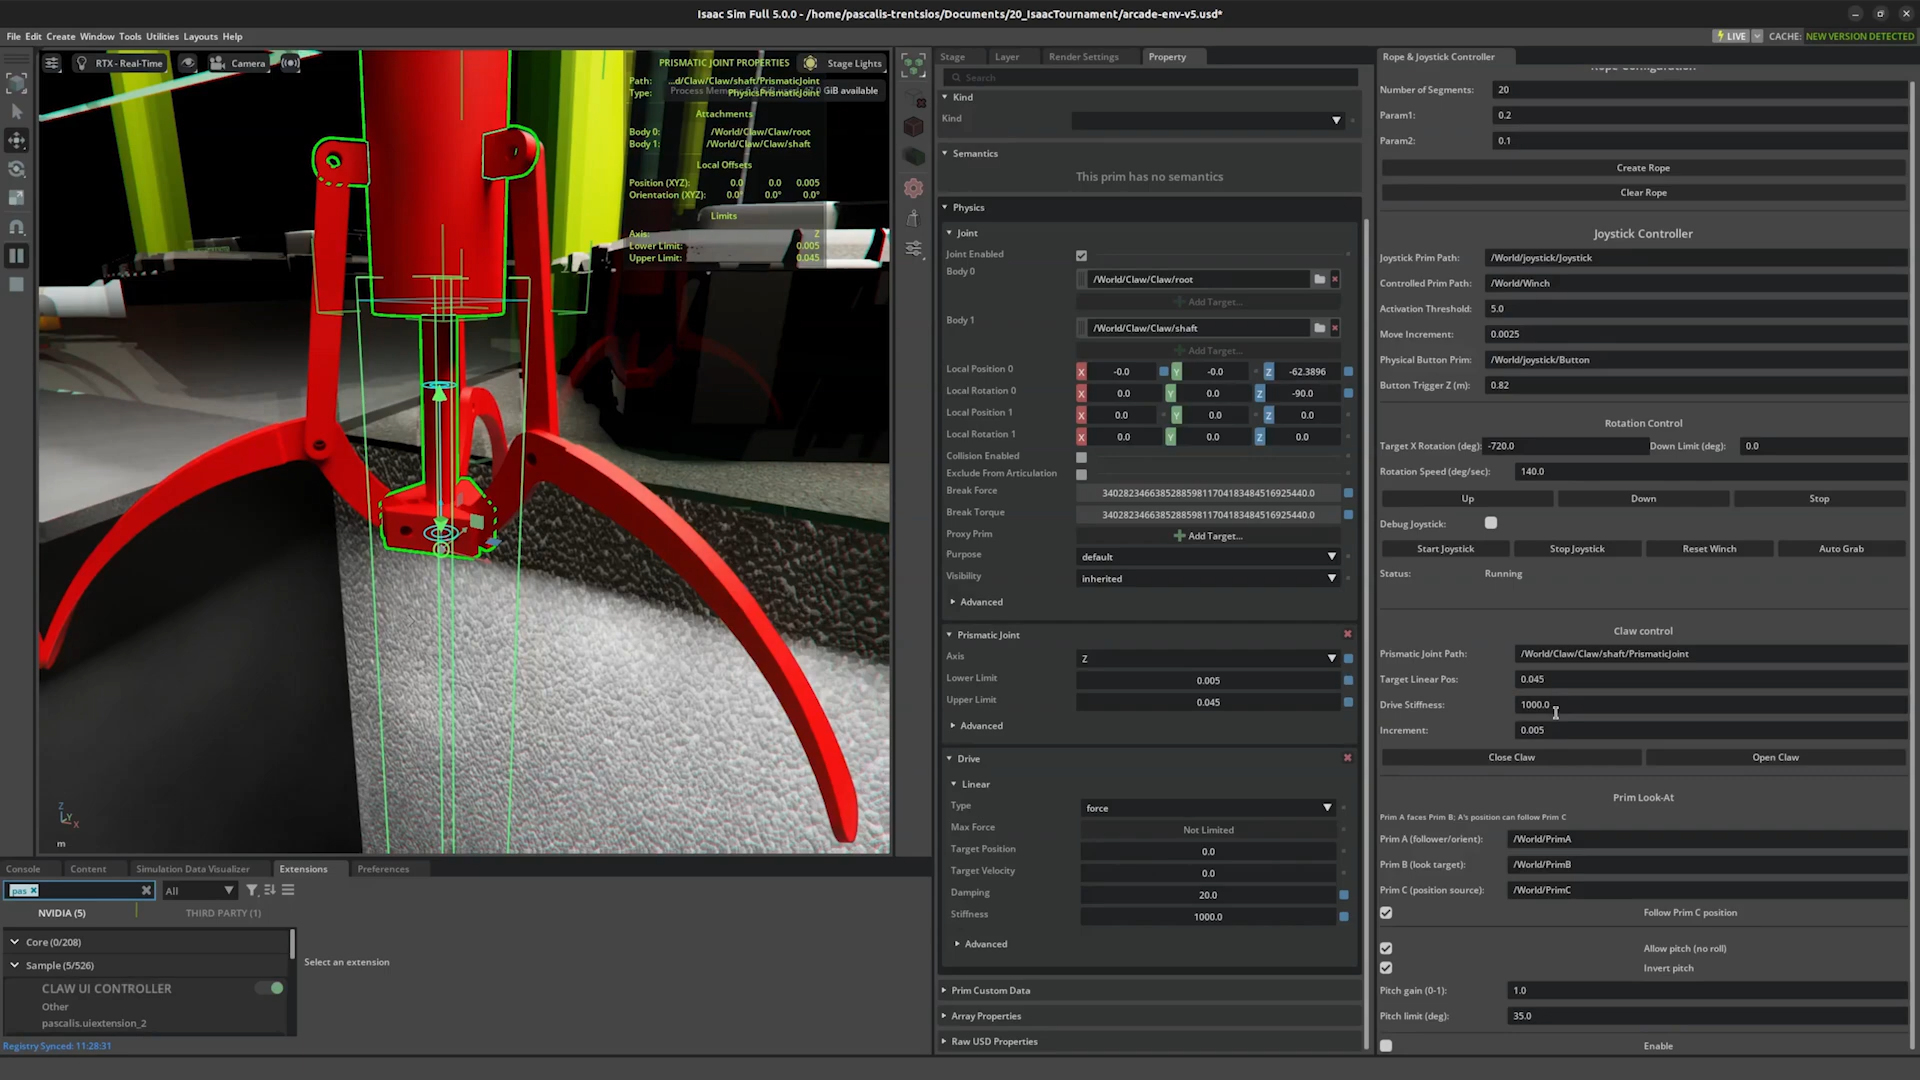 Isaac Sim Full 5.0.0 - /home/pascalis-trentsios/Documents/20_IsaacTournament/arcade-env-v5.usd*
File Edit Create Window Tools Utilities Layouts Help
LIVE CACHE: NEW VERSION DETECTED
RTX - Real-Time
Camera
Stage Lights
PRISMATIC JOINT PROPERTIES
Path: ...d/Claw/Claw/shaft/PrismaticJoint
Type: PhysicsPrismaticJoint
GiB available
Attachments
Body 0: /World/Claw/Claw/root
Body 1: /World/Claw/Claw/shaft
Local Offsets
Position (XYZ): 0.0 0.0 0.005
Orientation (XYZ): 0.0° 0.0° 0.0°
Limits
Axis: Z
Lower Limit: 0.005
Upper Limit: 0.045
Z
Y
X
m
Console
Content
Simulation Data Visualizer
Extensions
Preferences
pas
All
NVIDIA (5)
THIRD PARTY (1)
Core (0/208)
Sample (5/526)
CLAW UI CONTROLLER
Other
pascalis.uiextension_2
Select an extension
Registry Synced: 11:28:31
Stage
Layer
Render Settings
Property
Search
Kind
Kind
Semantics
This prim has no semantics
Physics
Joint
Joint Enabled
Body 0
/World/Claw/Claw/root
Add Target...
Body 1
/World/Claw/Claw/shaft
Add Target...
Local Position 0 X -0.0 Y -0.0 Z -62.3896
Local Rotation 0 X 0.0 Y 0.0 Z -90.0
Local Position 1 X 0.0 Y 0.0 Z 0.0
Local Rotation 1 X 0.0 Y 0.0 Z 0.0
Collision Enabled
Exclude From Articulation
Break Force 340282346638528859811704183484516925440.0
Break Torque 340282346638528859811704183484516925440.0
Proxy Prim Add Target...
Purpose default
Visibility inherited
Advanced
Prismatic Joint
Axis Z
Lower Limit 0.005
Upper Limit 0.045
Advanced
Drive
Linear
Type force
Max Force Not Limited
Target Position 0.0
Target Velocity 0.0
Damping 20.0
Stiffness 1000.0
Advanced
Prim Custom Data
Array Properties
Raw USD Properties
Rope & Joystick Controller
Rope Configuration
Number of Segments: 20
Param1: 0.2
Param2: 0.1
Create Rope
Clear Rope
Joystick Controller
Joystick Prim Path: /World/joystick/Joystick
Controlled Prim Path: /World/Winch
Activation Threshold: 5.0
Move Increment: 0.0025
Physical Button Prim: /World/joystick/Button
Button Trigger Z (m): 0.82
Rotation Control
Target X Rotation (deg): -720.0 Down Limit (deg): 0.0
Rotation Speed (deg/sec): 140.0
Up Down Stop
Debug Joystick:
Start Joystick Stop Joystick Reset Winch Auto Grab
Status: Running
Claw control
Prismatic Joint Path: /World/Claw/Claw/shaft/PrismaticJoint
Target Linear Pos: 0.045
Drive Stiffness: 1000.0
Increment: 0.005
Close Claw Open Claw
Prim Look-At
Prim A faces Prim B; A's position can follow Prim C
Prim A (follower/orient): /World/PrimA
Prim B (look target): /World/PrimB
Prim C (position source): /World/PrimC
Follow Prim C position
Allow pitch (no roll)
Invert pitch
Pitch gain (0-1): 1.0
Pitch limit (deg): 35.0
Enable